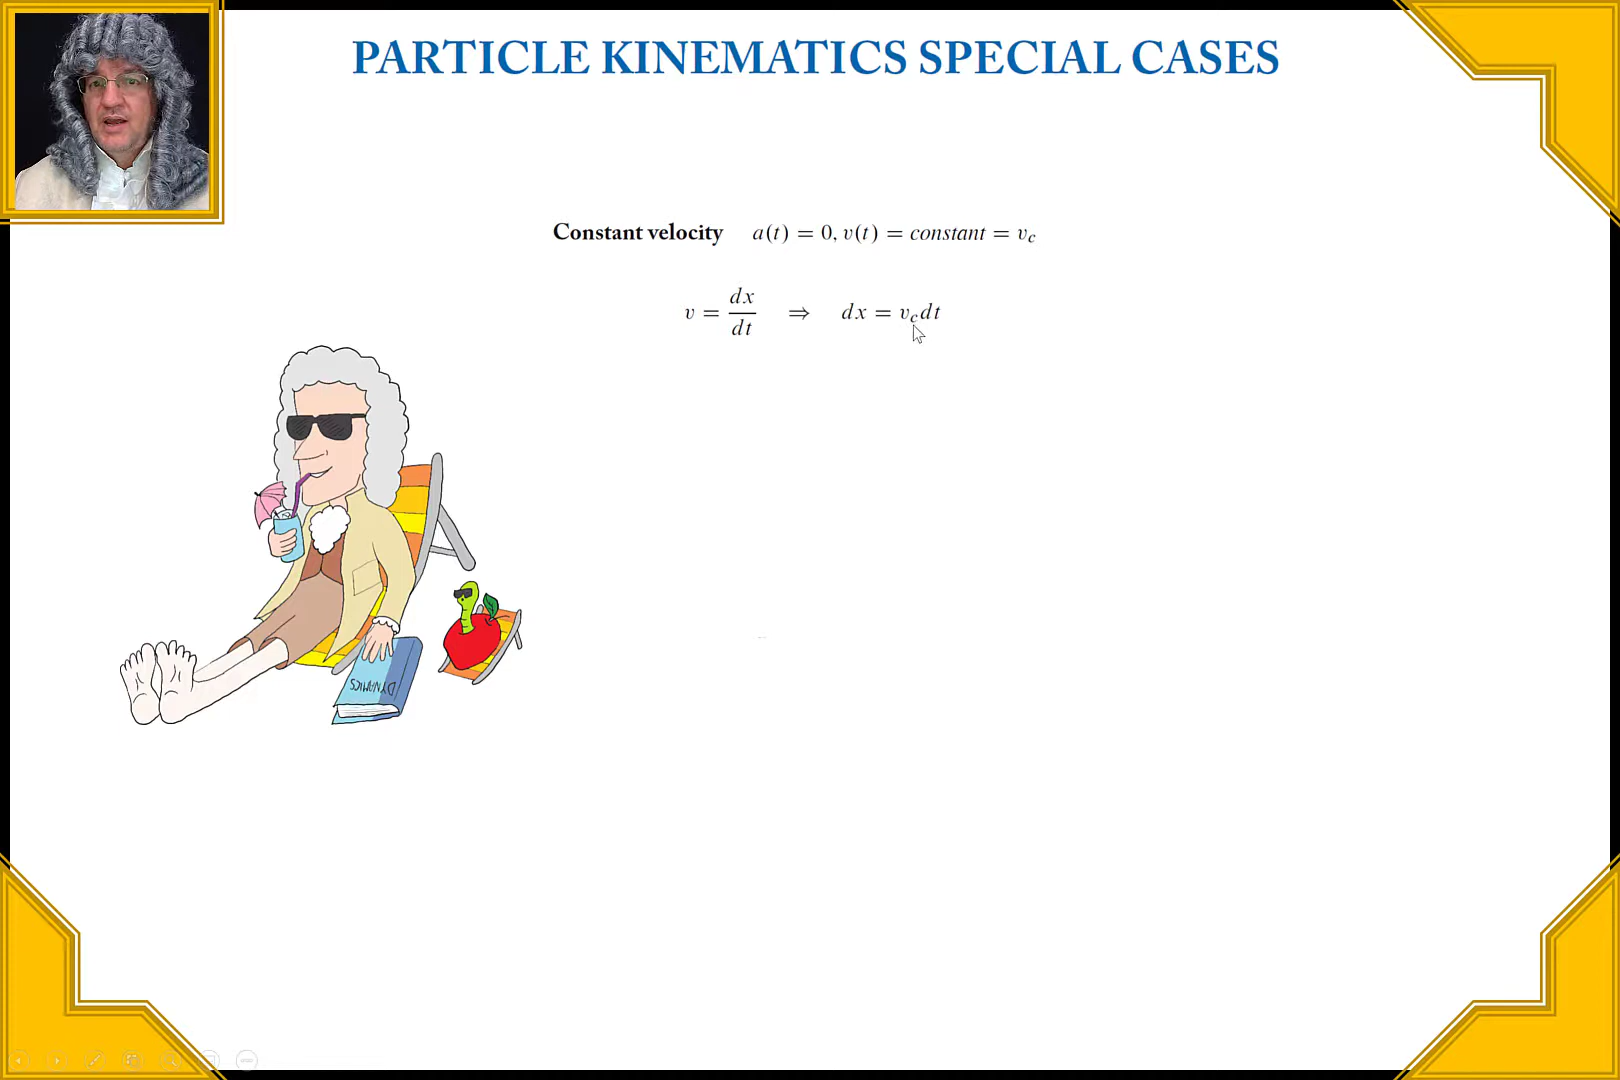 PARTICLE KINEMATICS SPECIAL CASES
Constant velocity a(t) = 0, v(t) = constant = v_c
v = dx/dt ⇒ dx = v_c dt
DYNAMICS